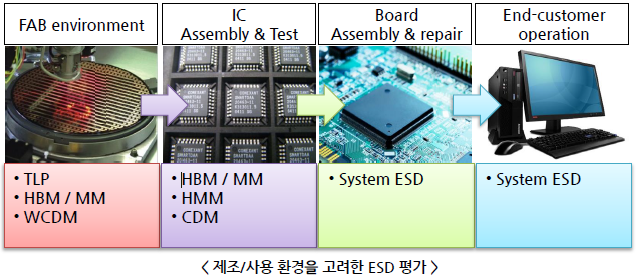 FAB environment
IC
Assembly & Test
Board
Assembly & repair
End-customer
operation
• TLP
• HBM / MM
• WCDM
• HBM / MM
• HMM
• CDM
• System ESD
• System ESD
< 제조/사용 환경을 고려한 ESD 평가 >